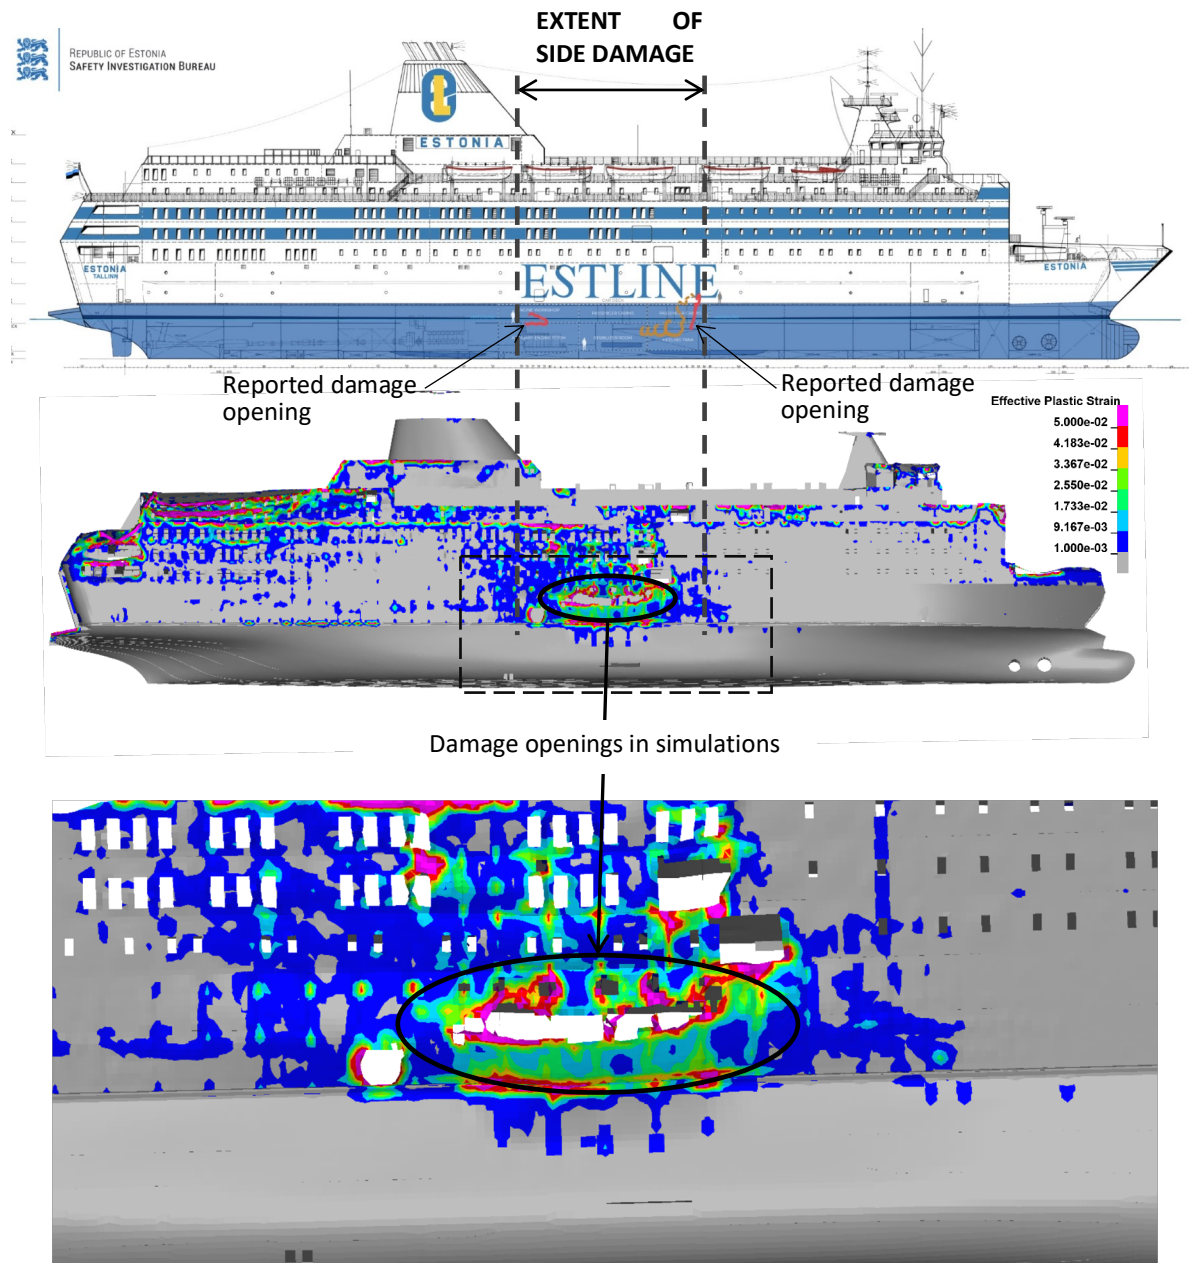 EXTENT OF
SIDE DAMAGE
REPUBLIC OF ESTONIA
SAFETY INVESTIGATION BUREAU
ESTONIA
ESTONIA
TALLINN
ESTONIA
ESTLINE
Reported damage
opening
Reported damage
opening
Effective Plastic Strain
5.000e-02
4.183e-02
3.367e-02
2.550e-02
1.733e-02
9.167e-03
1.000e-03
Damage openings in simulations